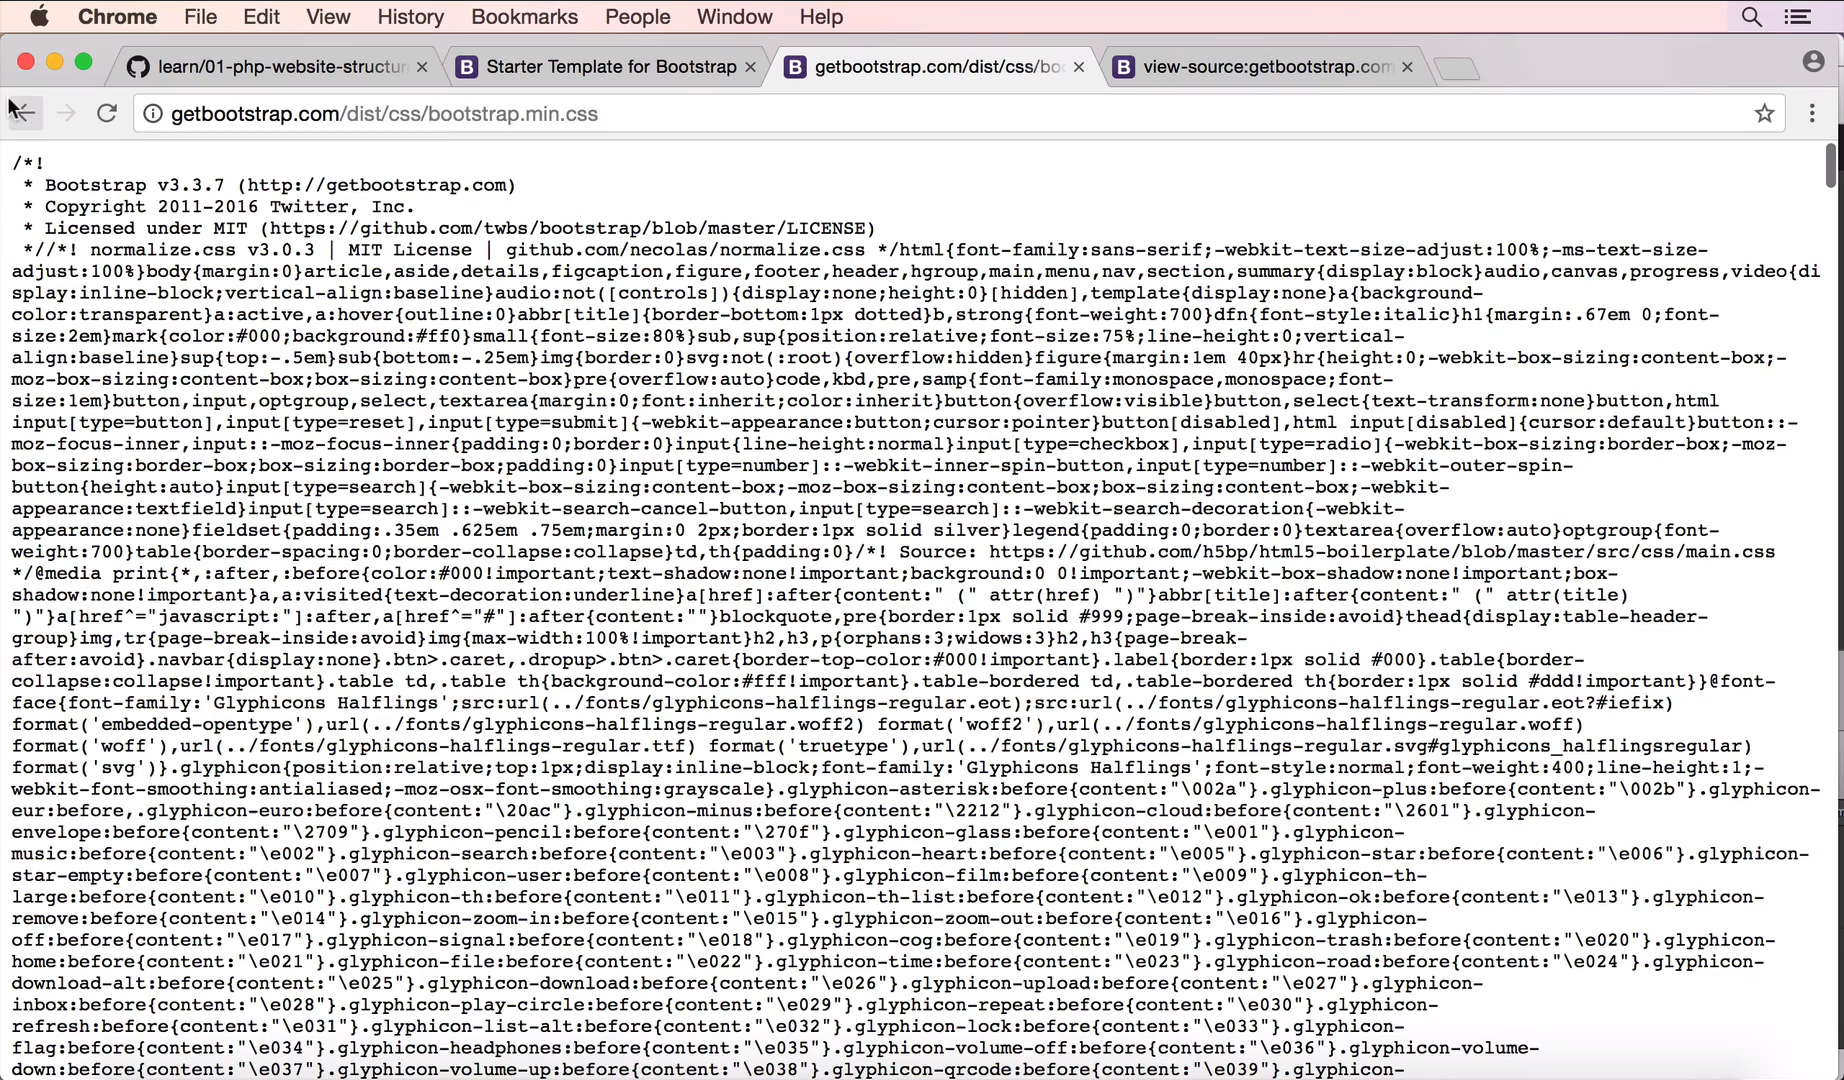 Chrome File Edit View History Bookmarks People Window Help
learn/01-php-website-structur
Starter Template for Bootstrap
getbootstrap.com/dist/css/boo
view-source:getbootstrap.com
getbootstrap.com/dist/css/bootstrap.min.css
/*!
 * Bootstrap v3.3.7 (http://getbootstrap.com)
 * Copyright 2011-2016 Twitter, Inc.
 * Licensed under MIT (https://github.com/twbs/bootstrap/blob/master/LICENSE)
 *//*! normalize.css v3.0.3 | MIT License | github.com/necolas/normalize.css */html{font-family:sans-serif;-webkit-text-size-adjust:100%;-ms-text-size-
adjust:100%}body{margin:0}article,aside,details,figcaption,figure,footer,header,hgroup,main,menu,nav,section,summary{display:block}audio,canvas,progress,video{di
splay:inline-block;vertical-align:baseline}audio:not([controls]){display:none;height:0}[hidden],template{display:none}a{background-
color:transparent}a:active,a:hover{outline:0}abbr[title]{border-bottom:1px dotted}b,strong{font-weight:700}dfn{font-style:italic}h1{margin:.67em 0;font-
size:2em}mark{color:#000;background:#ff0}small{font-size:80%}sub,sup{position:relative;font-size:75%;line-height:0;vertical-
align:baseline}sup{top:-.5em}sub{bottom:-.25em}img{border:0}svg:not(:root){overflow:hidden}figure{margin:1em 40px}hr{height:0;-webkit-box-sizing:content-box;-
moz-box-sizing:content-box;box-sizing:content-box}pre{overflow:auto}code,kbd,pre,samp{font-family:monospace,monospace;font-
size:1em}button,input,optgroup,select,textarea{margin:0;font:inherit;color:inherit}button{overflow:visible}button,select{text-transform:none}button,html
input[type=button],input[type=reset],input[type=submit]{-webkit-appearance:button;cursor:pointer}button[disabled],html input[disabled]{cursor:default}button::-
moz-focus-inner,input::-moz-focus-inner{padding:0;border:0}input{line-height:normal}input[type=checkbox],input[type=radio]{-webkit-box-sizing:border-box;-moz-
box-sizing:border-box;box-sizing:border-box;padding:0}input[type=number]::-webkit-inner-spin-button,input[type=number]::-webkit-outer-spin-
button{height:auto}input[type=search]{-webkit-box-sizing:content-box;-moz-box-sizing:content-box;box-sizing:content-box;-webkit-
appearance:textfield}input[type=search]::-webkit-search-cancel-button,input[type=search]::-webkit-search-decoration{-webkit-
appearance:none}fieldset{padding:.35em .625em .75em;margin:0 2px;border:1px solid silver}legend{padding:0;border:0}textarea{overflow:auto}optgroup{font-
weight:700}table{border-spacing:0;border-collapse:collapse}td,th{padding:0}/*! Source: https://github.com/h5bp/html5-boilerplate/blob/master/src/css/main.css
*/@media print{*,:after,:before{color:#000!important;text-shadow:none!important;background:0 0!important;-webkit-box-shadow:none!important;box-
shadow:none!important}a,a:visited{text-decoration:underline}a[href]:after{content:" (" attr(href) ")"}abbr[title]:after{content:" (" attr(title)
")"}a[href^="javascript:"]:after,a[href^="#"]:after{content:""}blockquote,pre{border:1px solid #999;page-break-inside:avoid}thead{display:table-header-
group}img,tr{page-break-inside:avoid}img{max-width:100%!important}h2,h3,p{orphans:3;widows:3}h2,h3{page-break-
after:avoid}.navbar{display:none}.btn>.caret,.dropup>.btn>.caret{border-top-color:#000!important}.label{border:1px solid #000}.table{border-
collapse:collapse!important}.table td,.table th{background-color:#fff!important}.table-bordered td,.table-bordered th{border:1px solid #ddd!important}}@font-
face{font-family:'Glyphicons Halflings';src:url(../fonts/glyphicons-halflings-regular.eot);src:url(../fonts/glyphicons-halflings-regular.eot?#iefix)
format('embedded-opentype'),url(../fonts/glyphicons-halflings-regular.woff2) format('woff2'),url(../fonts/glyphicons-halflings-regular.woff)
format('woff'),url(../fonts/glyphicons-halflings-regular.ttf) format('truetype'),url(../fonts/glyphicons-halflings-regular.svg#glyphicons_halflingsregular)
format('svg')}.glyphicon{position:relative;top:1px;display:inline-block;font-family:'Glyphicons Halflings';font-style:normal;font-weight:400;line-height:1;-
webkit-font-smoothing:antialiased;-moz-osx-font-smoothing:grayscale}.glyphicon-asterisk:before{content:"\002a"}.glyphicon-plus:before{content:"\002b"}.glyphicon-
eur:before,.glyphicon-euro:before{content:"\20ac"}.glyphicon-minus:before{content:"\2212"}.glyphicon-cloud:before{content:"\2601"}.glyphicon-
envelope:before{content:"\2709"}.glyphicon-pencil:before{content:"\270f"}.glyphicon-glass:before{content:"\e001"}.glyphicon-
music:before{content:"\e002"}.glyphicon-search:before{content:"\e003"}.glyphicon-heart:before{content:"\e005"}.glyphicon-star:before{content:"\e006"}.glyphicon-
star-empty:before{content:"\e007"}.glyphicon-user:before{content:"\e008"}.glyphicon-film:before{content:"\e009"}.glyphicon-th-
large:before{content:"\e010"}.glyphicon-th:before{content:"\e011"}.glyphicon-th-list:before{content:"\e012"}.glyphicon-ok:before{content:"\e013"}.glyphicon-
remove:before{content:"\e014"}.glyphicon-zoom-in:before{content:"\e015"}.glyphicon-zoom-out:before{content:"\e016"}.glyphicon-
off:before{content:"\e017"}.glyphicon-signal:before{content:"\e018"}.glyphicon-cog:before{content:"\e019"}.glyphicon-trash:before{content:"\e020"}.glyphicon-
home:before{content:"\e021"}.glyphicon-file:before{content:"\e022"}.glyphicon-time:before{content:"\e023"}.glyphicon-road:before{content:"\e024"}.glyphicon-
download-alt:before{content:"\e025"}.glyphicon-download:before{content:"\e026"}.glyphicon-upload:before{content:"\e027"}.glyphicon-
inbox:before{content:"\e028"}.glyphicon-play-circle:before{content:"\e029"}.glyphicon-repeat:before{content:"\e030"}.glyphicon-
refresh:before{content:"\e031"}.glyphicon-list-alt:before{content:"\e032"}.glyphicon-lock:before{content:"\e033"}.glyphicon-
flag:before{content:"\e034"}.glyphicon-headphones:before{content:"\e035"}.glyphicon-volume-off:before{content:"\e036"}.glyphicon-volume-
down:before{content:"\e037"}.glyphicon-volume-up:before{content:"\e038"}.glyphicon-qrcode:before{content:"\e039"}.glyphicon-